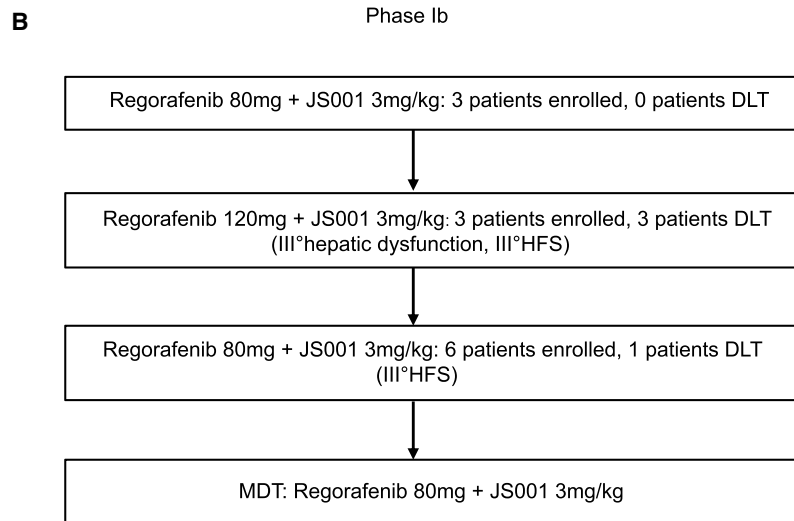 B
Phase Ib
Regorafenib 80mg + JS001 3mg/kg: 3 patients enrolled, 0 patients DLT
Regorafenib 120mg + JS001 3mg/kg: 3 patients enrolled, 3 patients DLT
(III°hepatic dysfunction, III°HFS)
Regorafenib 80mg + JS001 3mg/kg: 6 patients enrolled, 1 patients DLT
(III°HFS)
MDT: Regorafenib 80mg + JS001 3mg/kg